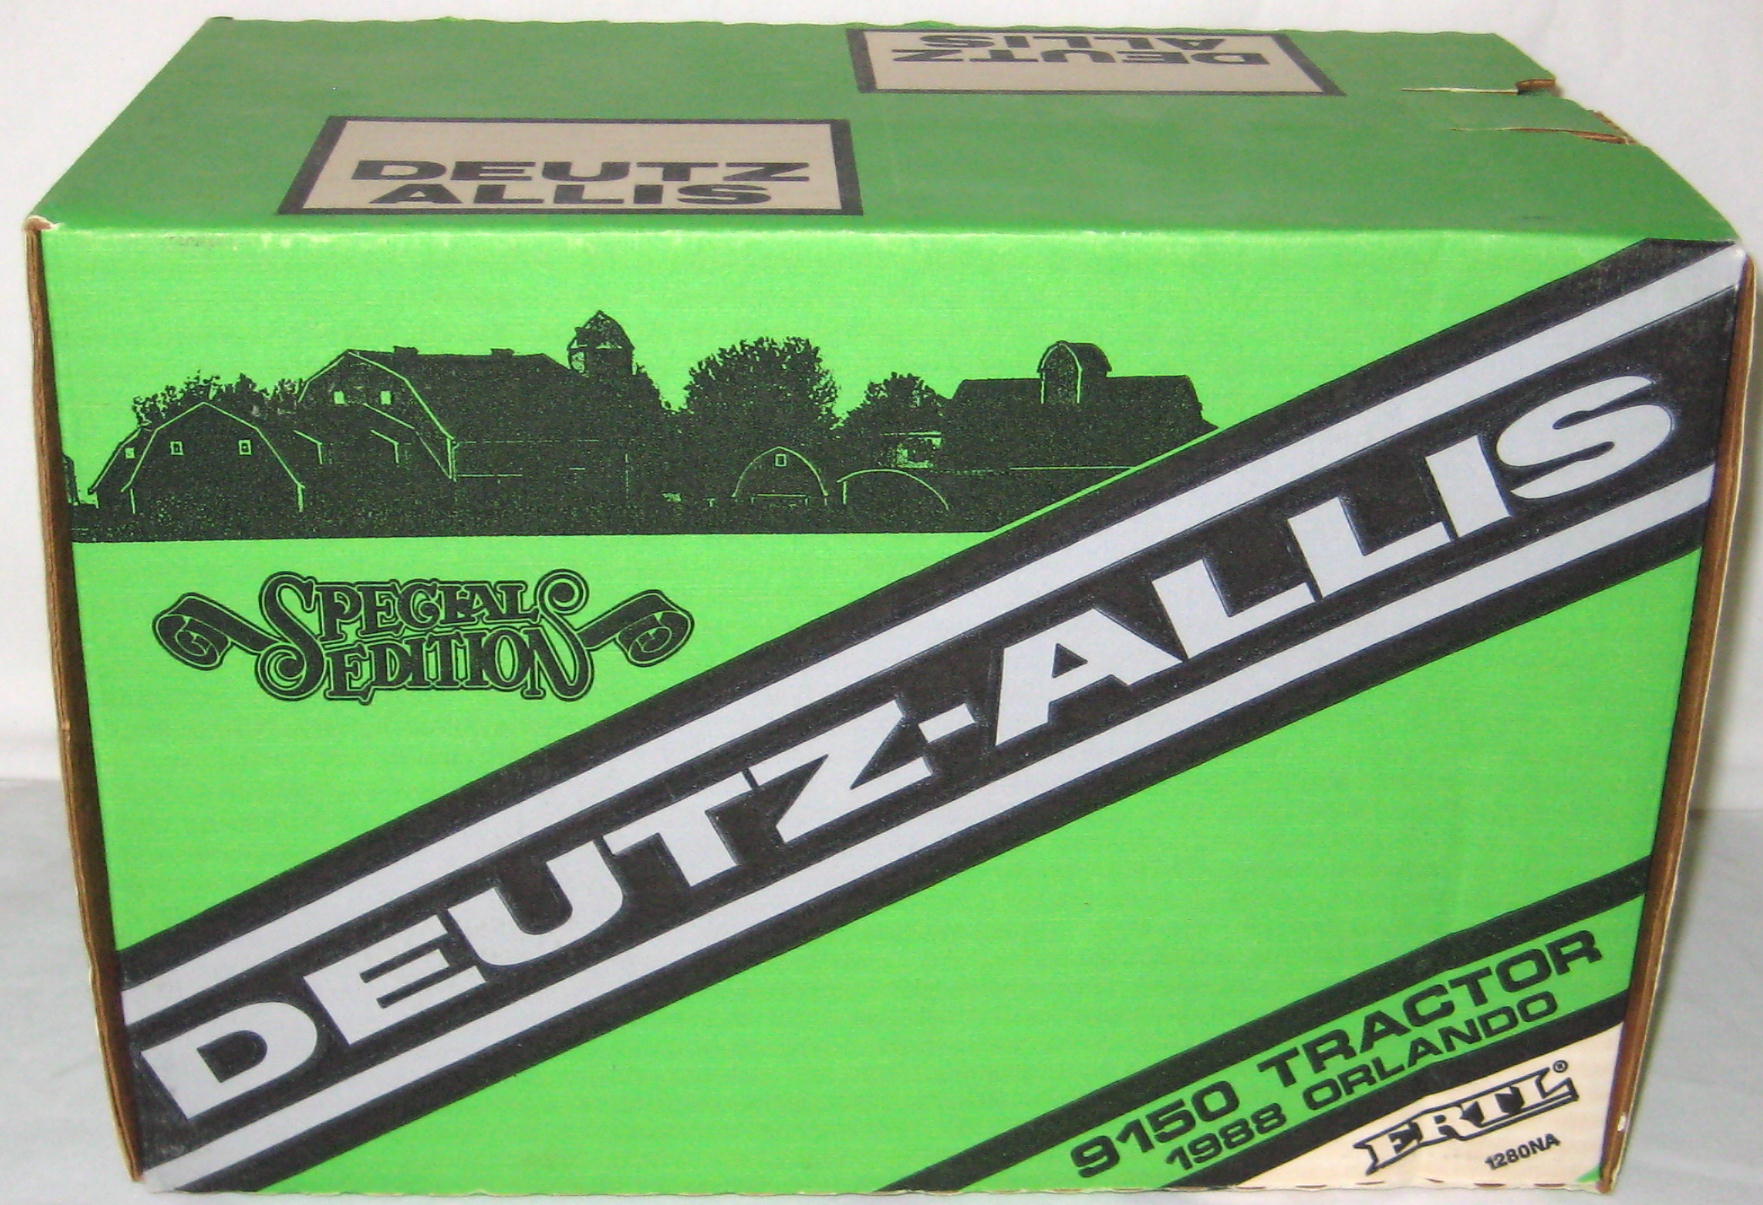 DEUTZ
ALLIS
DEUTZ
ALLIS
SPECIAL
EDITION
DEUTZ-ALLIS
9150 TRACTOR
1988 ORLANDO
ERTL®
1280NA